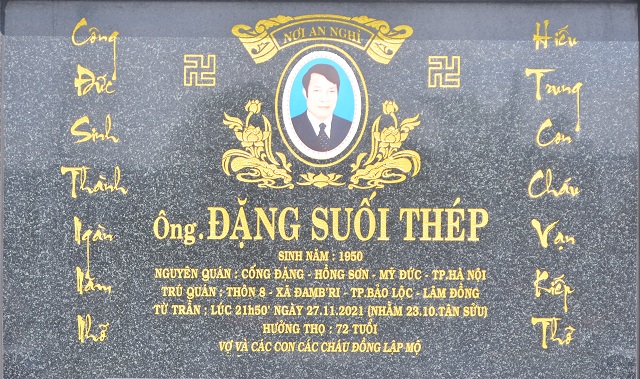 NƠI AN NGHỈ
Công
Đức
Sinh
Thành
Ngàn
Năm
Nhớ
Hiếu
Trung
Con
Cháu
Vạn
Kiếp
Thờ
Ông. ĐẶNG SUỐI THÉP
SINH NĂM : 1950
NGUYÊN QUÁN : CỐNG ĐẶNG - HỒNG SƠN - MỸ ĐỨC - TP.HÀ NỘI
TRÚ QUÁN : THÔN 8 - XÃ ĐAMB'RI - TP.BẢO LỘC - LÂM ĐỒNG
TỪ TRẦN : LÚC 21h50' NGÀY 27.11.2021 (NHẰM 23.10.TÂN SỬU)
HƯỞNG THỌ : 72 TUỔI
VỢ VÀ CÁC CON CÁC CHÁU ĐỒNG LẬP MỘ